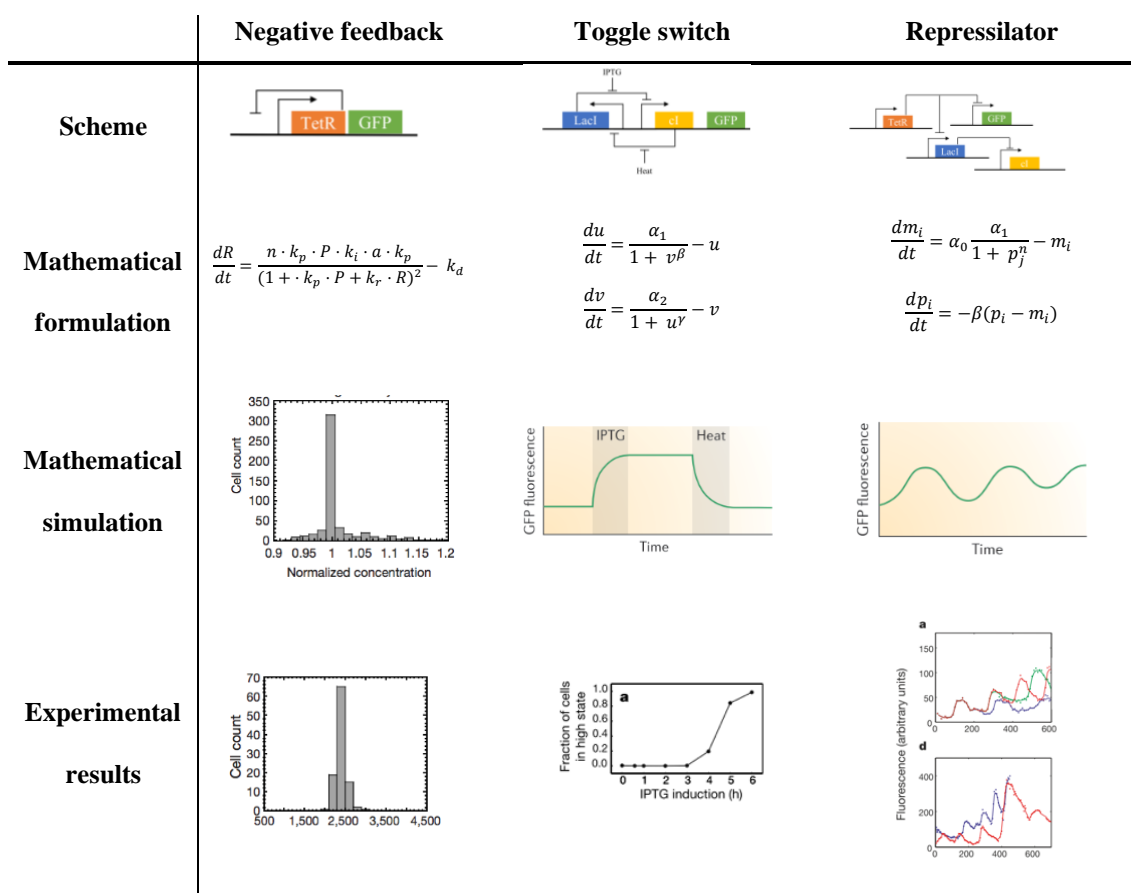 Negative feedback
Toggle switch
Repressilator
Scheme
TetR
GFP
IPTG
LacI
cI
GFP
Heat
TetR
GFP
LacI
cI
Mathematical
formulation
dR/dt = n · k_p · P · k_i · a · k_p/(1 + · k_p · P + k_r · R)^2 − k_d
du/dt = α_1/(1 + v^β) − u
dv/dt = α_2/(1 + u^γ) − v
dm_i/dt = α_0 α_1/(1 + p_j^n) − m_i
dp_i/dt = −β(p_i − m_i)
Mathematical
simulation
Cell count
350
300
250
200
150
100
50
0
0.9 0.95 1 1.05 1.1 1.15 1.2
Normalized concentration
GFP fluorescence
IPTG
Heat
Time
GFP fluorescence
Time
Experimental
results
Cell count
70
60
50
40
30
20
10
0
500 1,500 2,500 3,500 4,500
a
Fraction of cells
in high state
1.0
0.8
0.6
0.4
0.2
0.0
0 1 2 3 4 5 6
IPTG induction (h)
Fluorescence (arbitrary units)
a
150
100
50
0
0 200 400 600
d
400
200
0
0 200 400 600